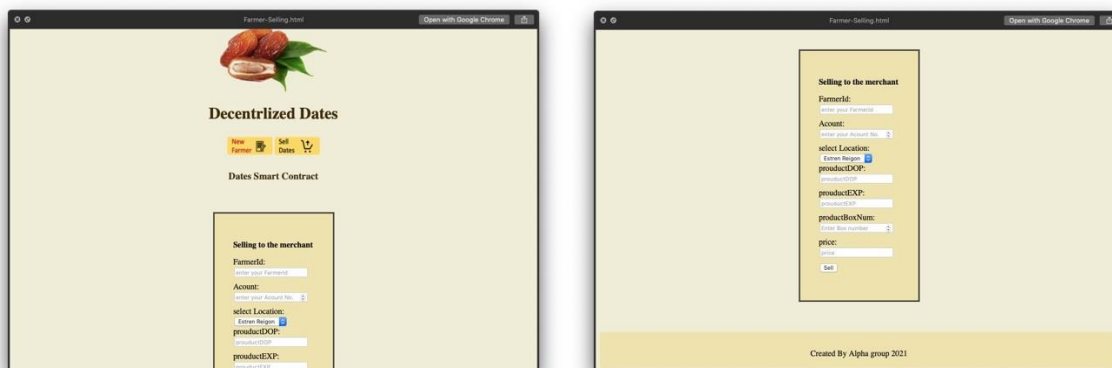 Farmer-Selling.html
Open with Google Chrome
Decentrlized Dates
New Farmer
Sell Dates
Dates Smart Contract
Selling to the merchant
FarmerId:
enter your FarmerId
Acount:
enter your Acount No.
select Location:
Estren Reigon
prouductDOP:
prouductDOP
prouductEXP:
prouductEXP
Farmer-Selling.html
Open with Google Chrome
Selling to the merchant
FarmerId:
enter your FarmerId
Acount:
enter your Acount No.
select Location:
Estren Reigon
prouductDOP:
prouductDOP
prouductEXP:
prouductEXP
productBoxNum:
Enter Box number
price:
price
Sell
Created By Alpha group 2021